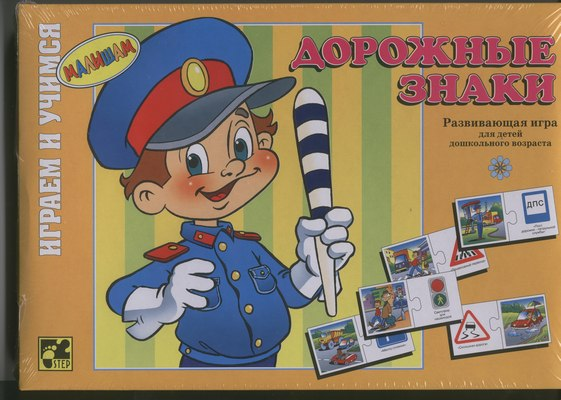 ИГРАЕМ И УЧИМСЯ
МАЛЫШАМ
ДОРОЖНЫЕ
ЗНАКИ
Развивающая игра
для детей
дошкольного возраста
ДПС
STEP